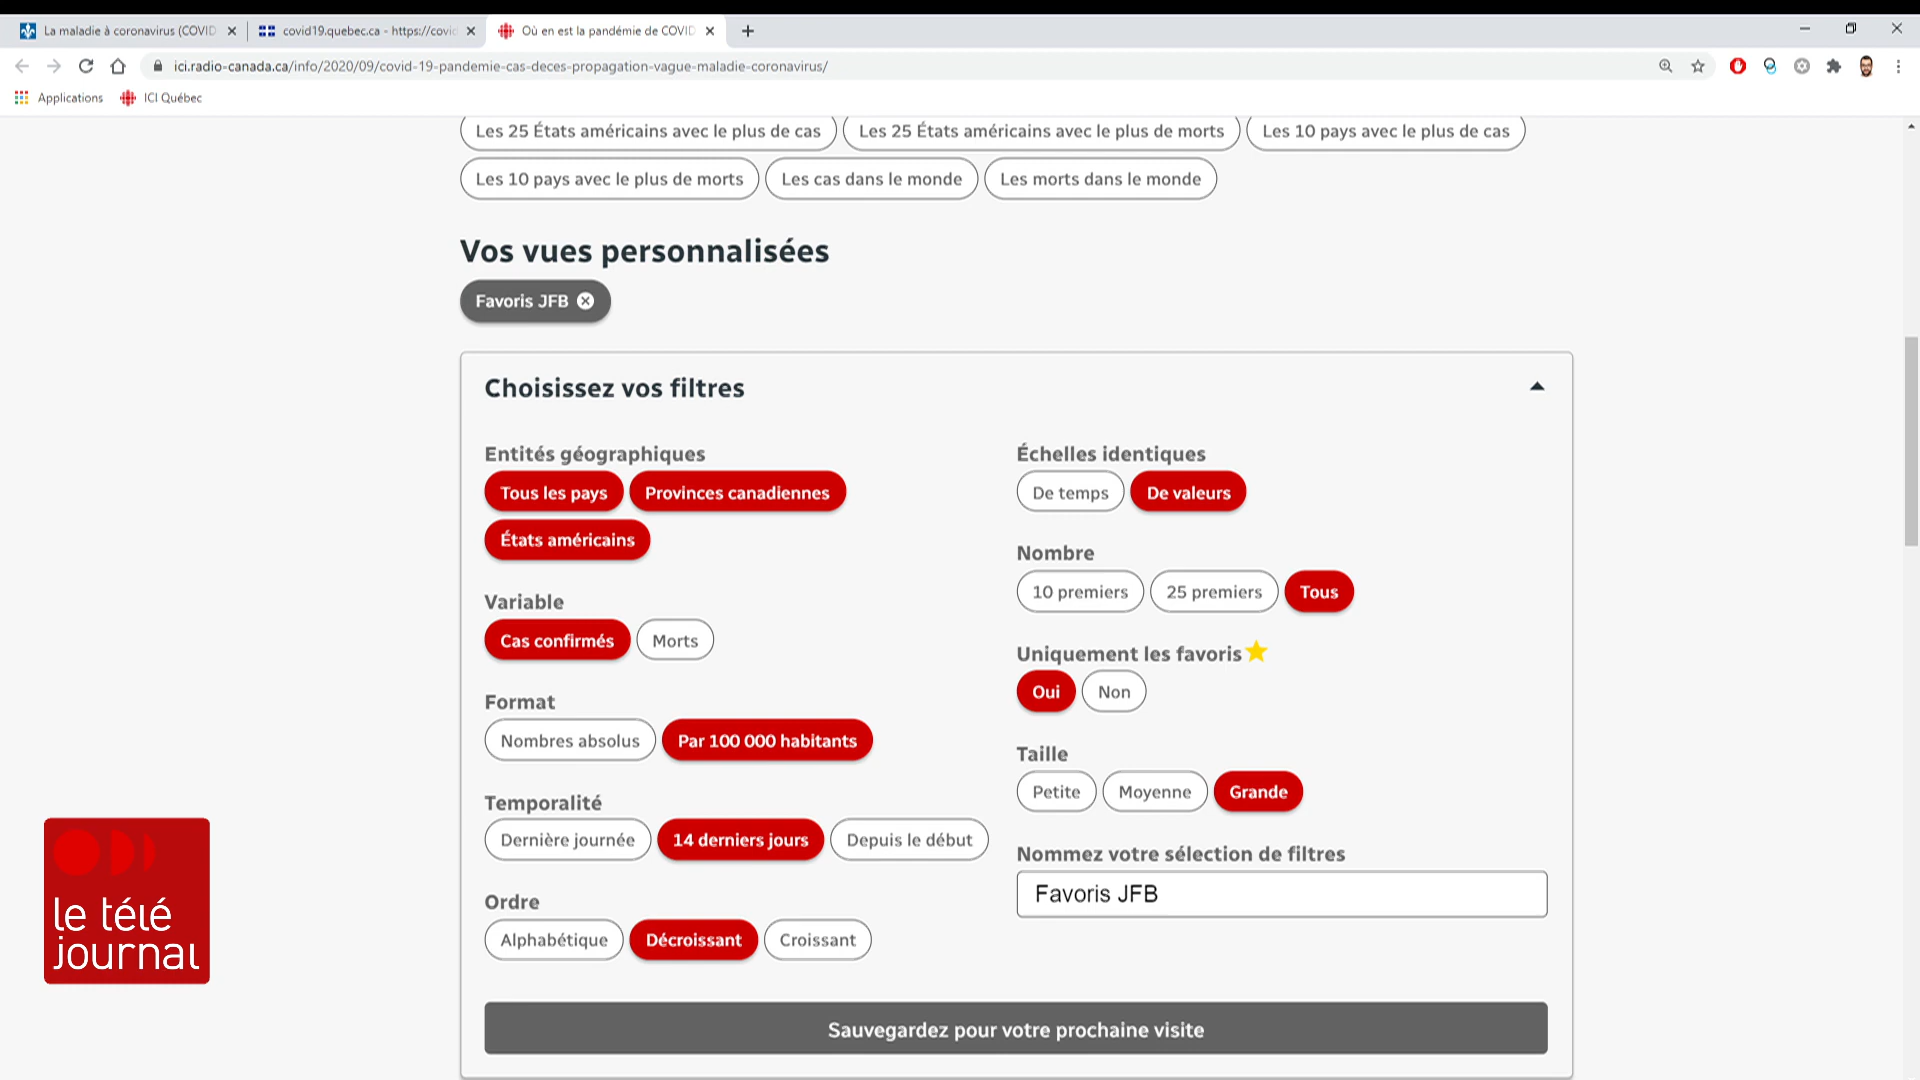 La maladie à coronavirus (COVID
covid19.quebec.ca - https://covid
Où en est la pandémie de COVID
ici.radio-canada.ca/info/2020/09/covid-19-pandemie-cas-deces-propagation-vague-maladie-coronavirus/
Applications
ICI Québec
Les 25 États américains avec le plus de cas
Les 25 États américains avec le plus de morts
Les 10 pays avec le plus de cas
Les 10 pays avec le plus de morts
Les cas dans le monde
Les morts dans le monde
Vos vues personnalisées
Favoris JFB
Choisissez vos filtres
Entités géographiques
Tous les pays
Provinces canadiennes
États américains
Variable
Cas confirmés
Morts
Format
Nombres absolus
Par 100 000 habitants
Temporalité
Dernière journée
14 derniers jours
Depuis le début
Ordre
Alphabétique
Décroissant
Croissant
Échelles identiques
De temps
De valeurs
Nombre
10 premiers
25 premiers
Tous
Uniquement les favoris
Oui
Non
Taille
Petite
Moyenne
Grande
Nommez votre sélection de filtres
Favoris JFB
Sauvegardez pour votre prochaine visite
le télé
journal